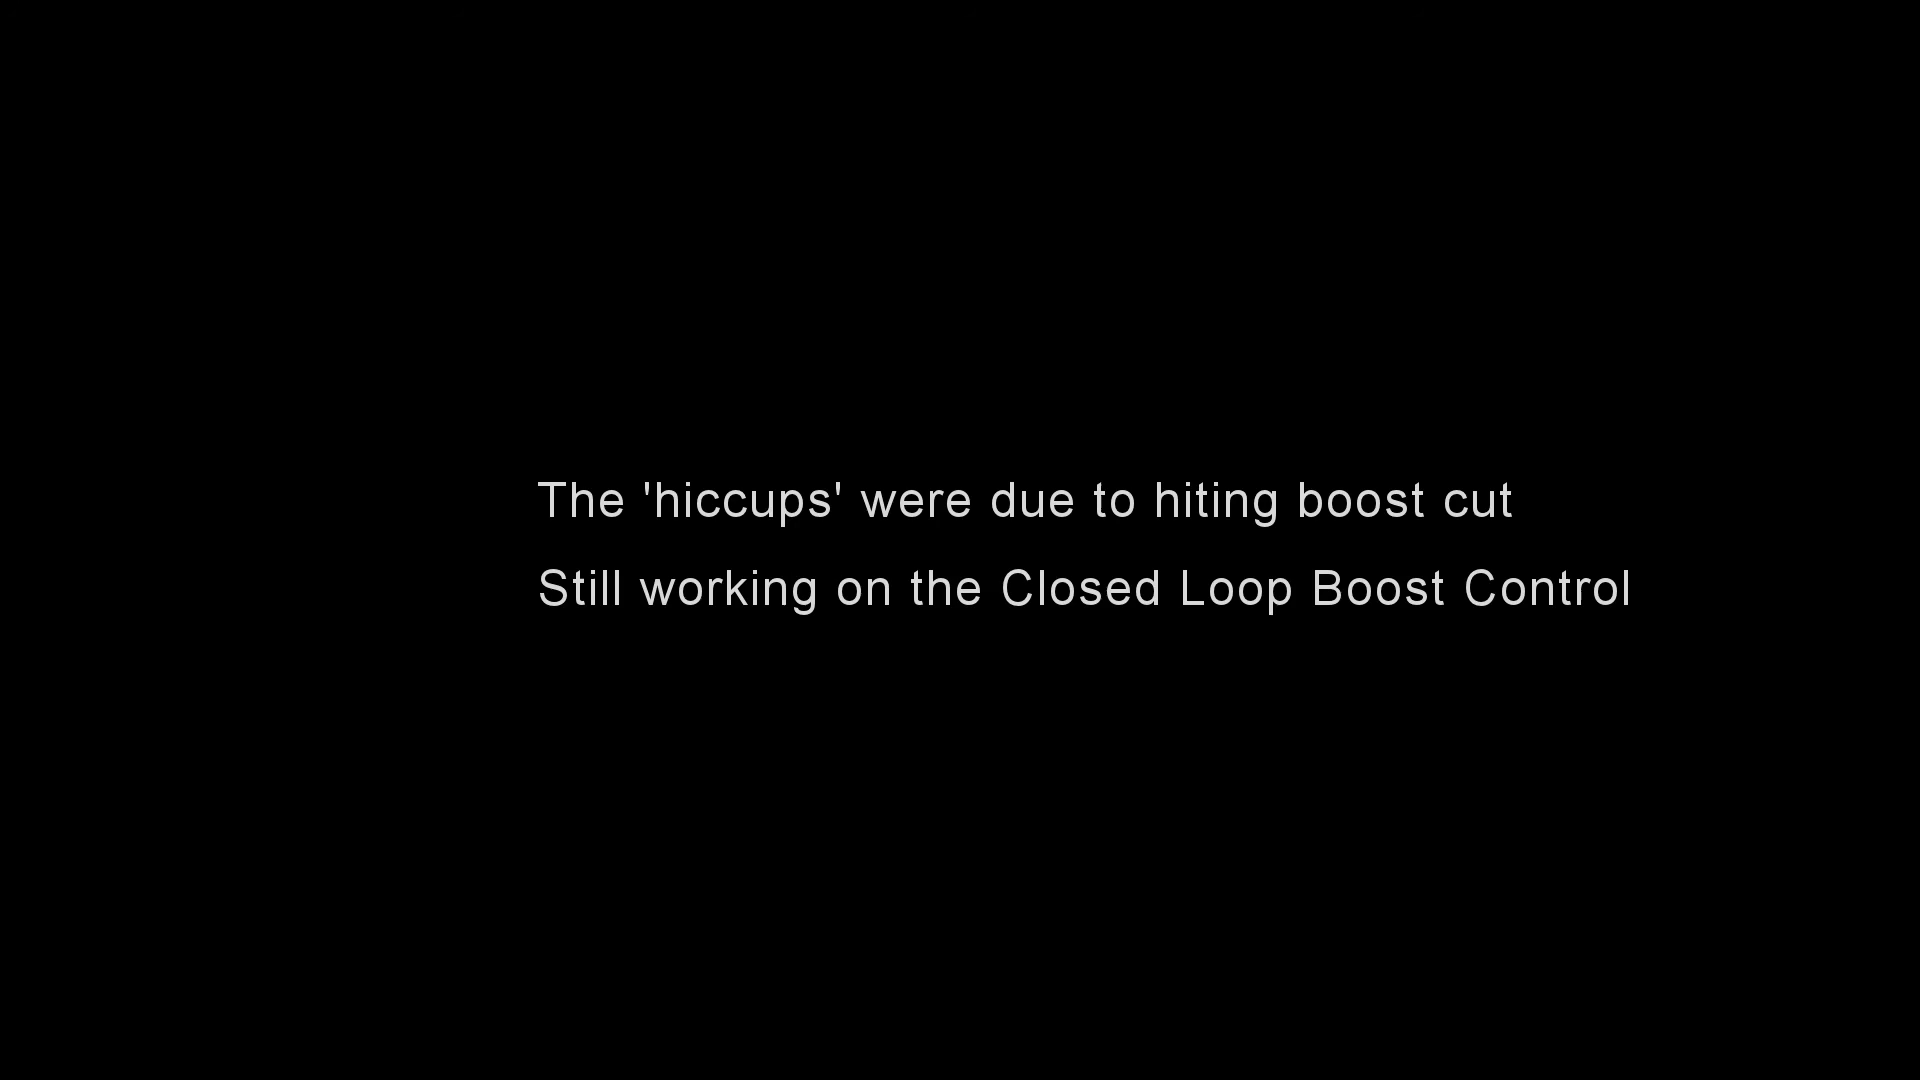 The 'hiccups' were due to hiting boost cut
Still working on the Closed Loop Boost Control